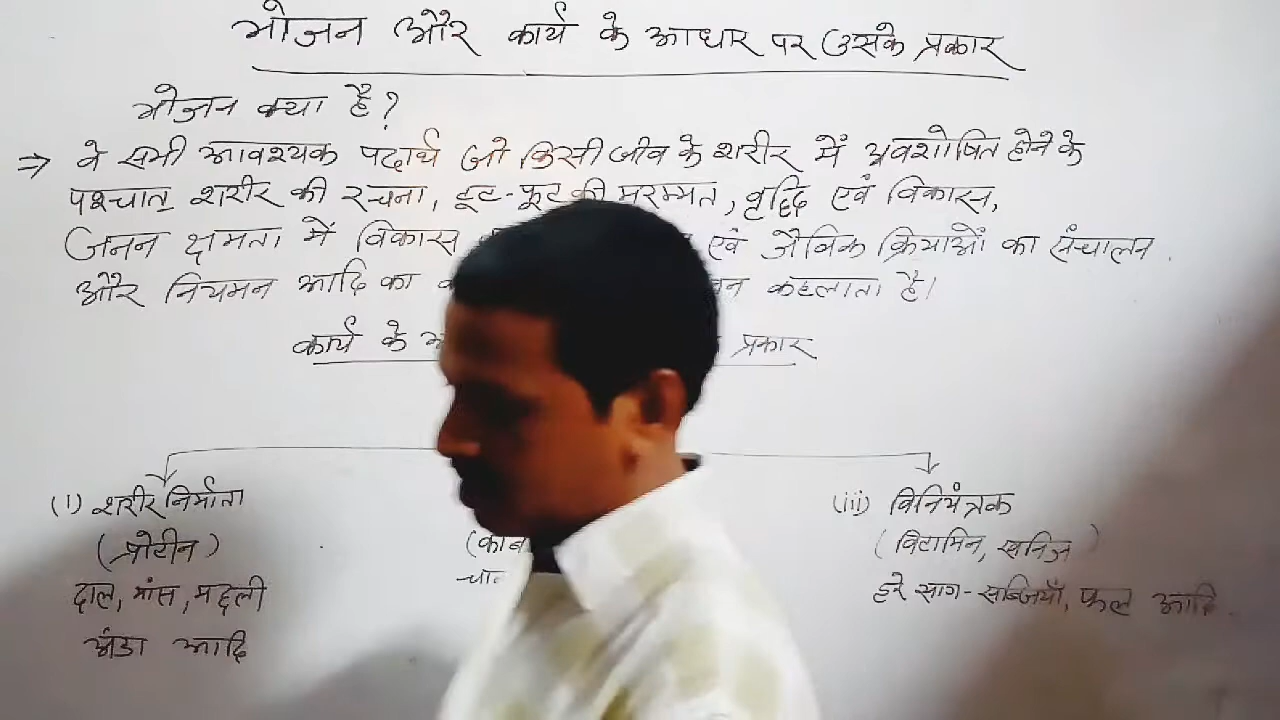 भोजन और कार्य के आधार पर उसके प्रकार
भोजन क्या है?
⇒ वे सभी आवश्यक पदार्थ जो किसी जीव के शरीर में अवशोषित होने के
पश्चात् शरीर की रचना, टूट-फूट की मरम्मत, वृद्धि एवं विकास,
जनन क्षमता में विकास एवं जैविक क्रियाओं का संचालन
और नियमन आदि का कहलाता है।
कार्य के प्रकार
(i) शरीर निर्माता
(iii) विनियंत्रक
(प्रोटीन)
(विटामिन, खनिज)
दाल, मांस, मछली
हरे साग-सब्जियाँ, फल आदि
अंडा आदि